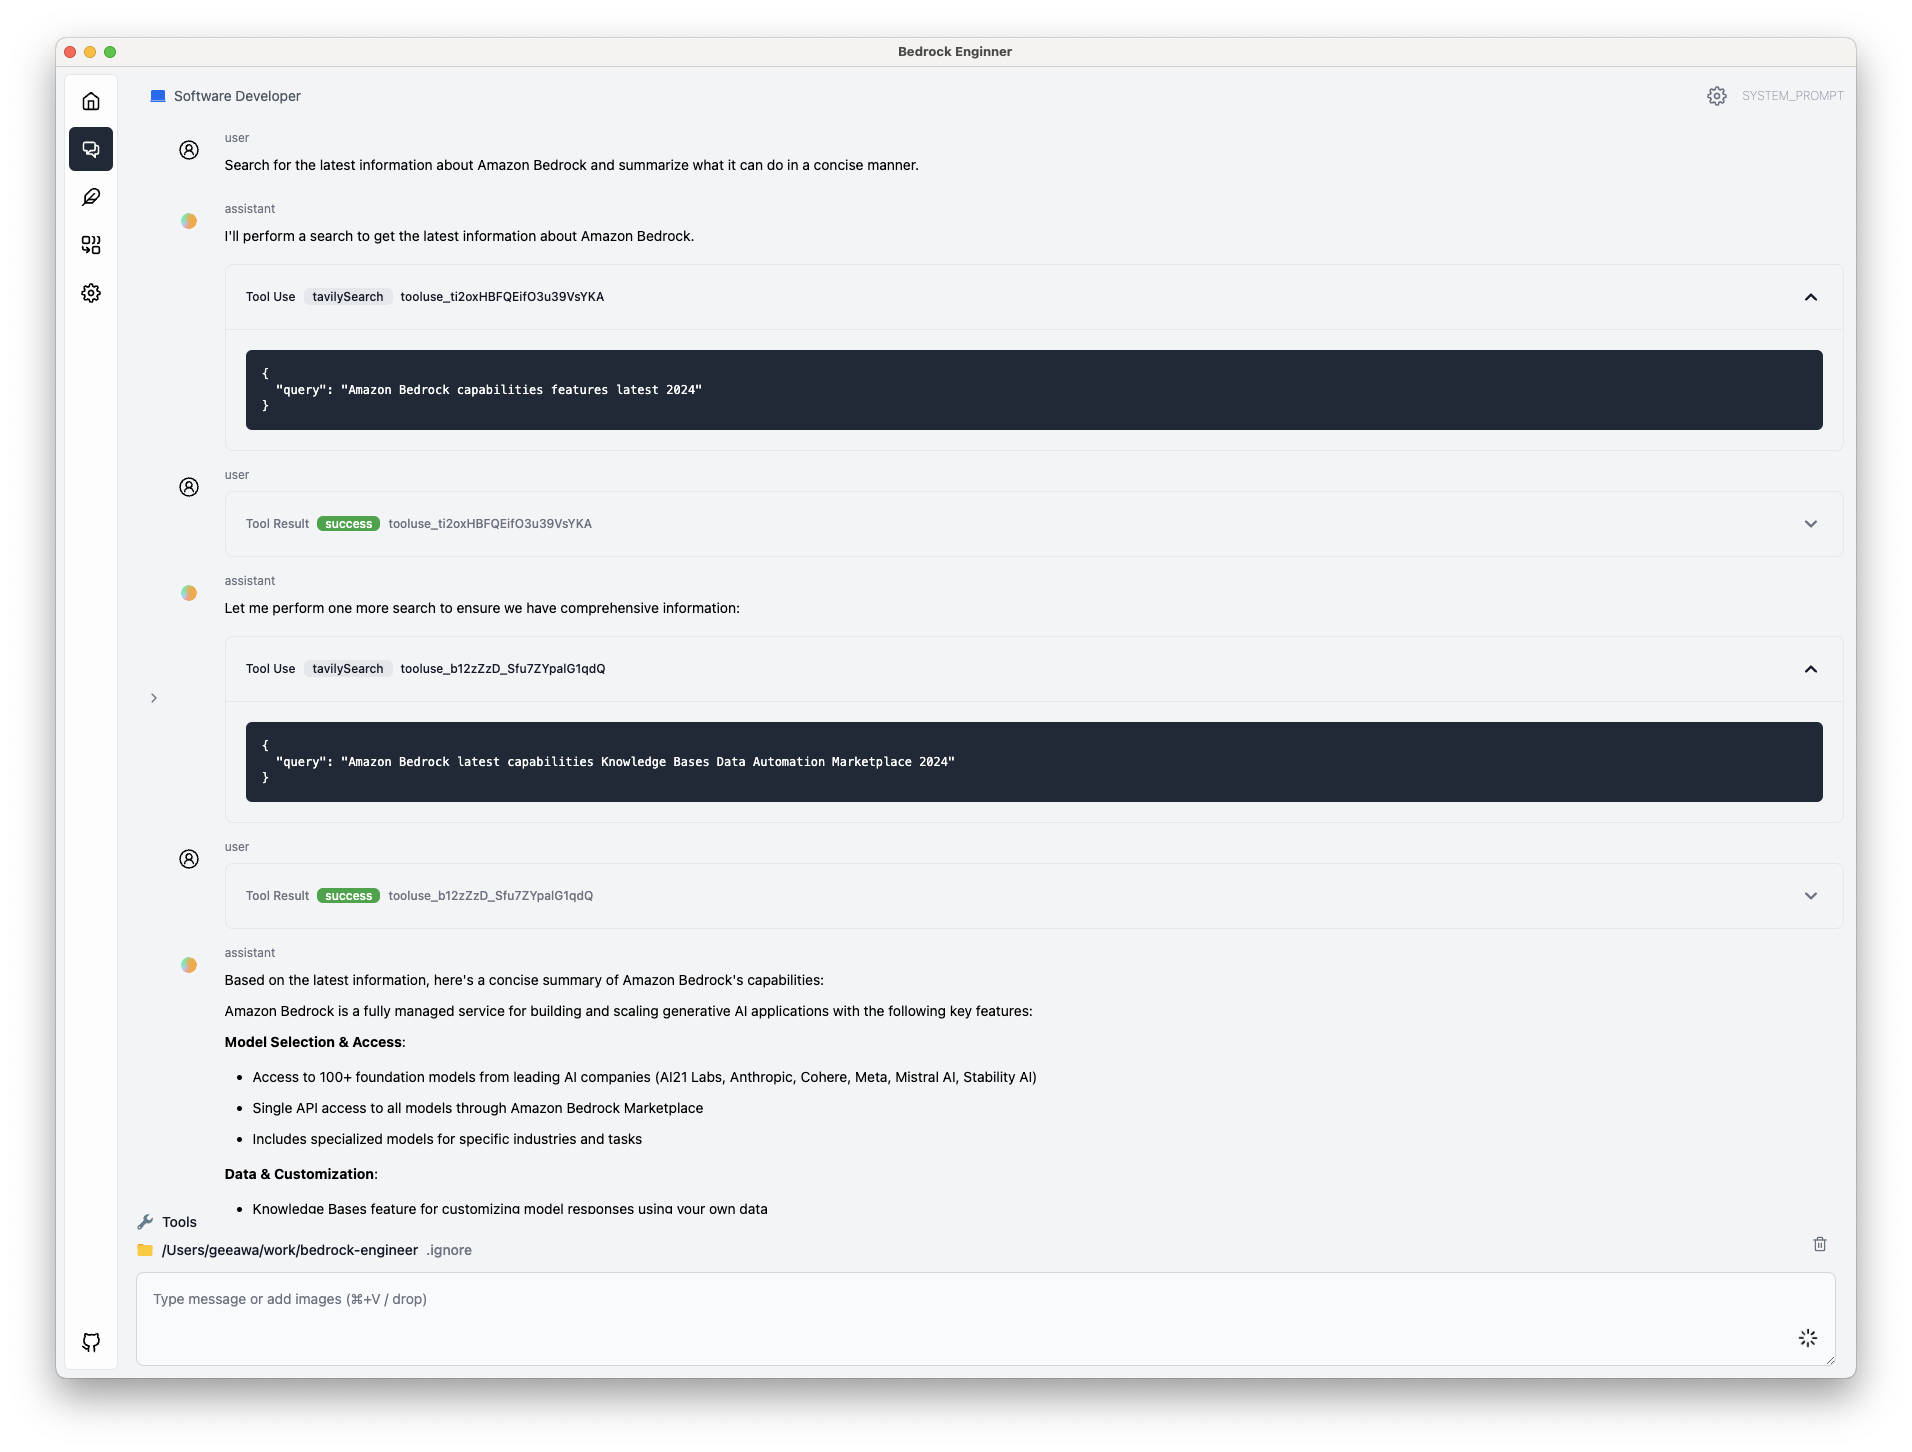 Bedrock Enginner
Software Developer
SYSTEM_PROMPT
user
Search for the latest information about Amazon Bedrock and summarize what it can do in a concise manner.
assistant
I'll perform a search to get the latest information about Amazon Bedrock.
Tool Use tavilySearch tooluse_ti2oxHBFQEifO3u39VsYKA
{
"query": "Amazon Bedrock capabilities features latest 2024"
}
user
Tool Result success tooluse_ti2oxHBFQEifO3u39VsYKA
assistant
Let me perform one more search to ensure we have comprehensive information:
Tool Use tavilySearch tooluse_b12zZzD_Sfu7ZYpalG1qdQ
{
"query": "Amazon Bedrock latest capabilities Knowledge Bases Data Automation Marketplace 2024"
}
user
Tool Result success tooluse_b12zZzD_Sfu7ZYpalG1qdQ
assistant
Based on the latest information, here's a concise summary of Amazon Bedrock's capabilities:
Amazon Bedrock is a fully managed service for building and scaling generative AI applications with the following key features:
Model Selection & Access:
• Access to 100+ foundation models from leading AI companies (AI21 Labs, Anthropic, Cohere, Meta, Mistral AI, Stability AI)
• Single API access to all models through Amazon Bedrock Marketplace
• Includes specialized models for specific industries and tasks
Data & Customization:
• Knowledge Bases feature for customizing model responses using your own data
Tools
/Users/geeawa/work/bedrock-engineer .ignore
Type message or add images (⌘+V / drop)